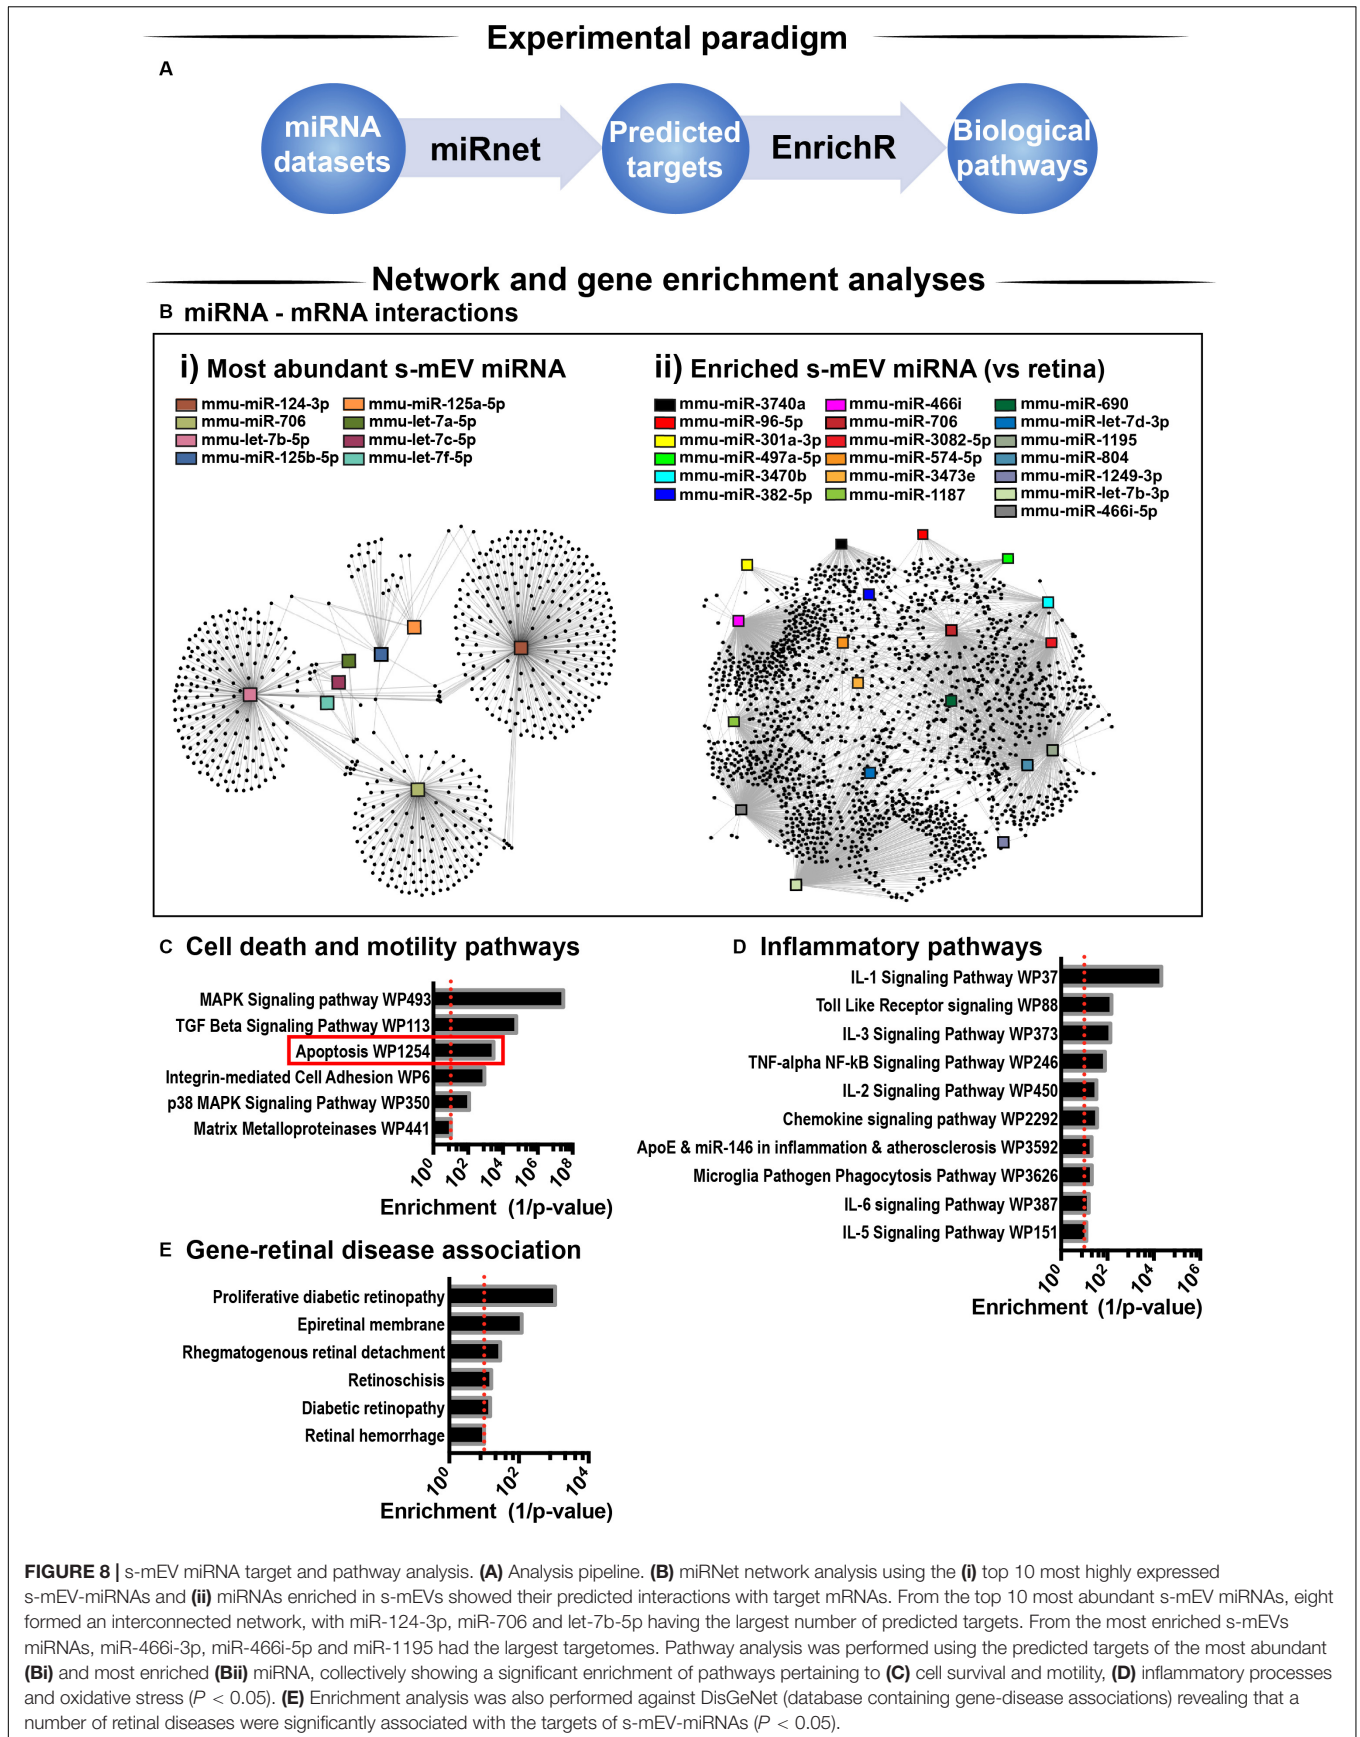 Experimental paradigm
A
miRNA
datasets
miRnet
Predicted
targets
EnrichR
Biological
pathways
Network and gene enrichment analyses
B miRNA - mRNA interactions
i) Most abundant s-mEV miRNA
mmu-miR-124-3p
mmu-miR-706
mmu-let-7b-5p
mmu-miR-125b-5p
mmu-miR-125a-5p
mmu-let-7a-5p
mmu-let-7c-5p
mmu-let-7f-5p
ii) Enriched s-mEV miRNA (vs retina)
mmu-miR-3740a
mmu-miR-96-5p
mmu-miR-301a-3p
mmu-miR-497a-5p
mmu-miR-3470b
mmu-miR-382-5p
mmu-miR-466i
mmu-miR-706
mmu-miR-3082-5p
mmu-miR-574-5p
mmu-miR-3473e
mmu-miR-1187
mmu-miR-690
mmu-miR-let-7d-3p
mmu-miR-1195
mmu-miR-804
mmu-miR-1249-3p
mmu-miR-let-7b-3p
mmu-miR-466i-5p
C Cell death and motility pathways
MAPK Signaling pathway WP493
TGF Beta Signaling Pathway WP113
Apoptosis WP1254
Integrin-mediated Cell Adhesion WP6
p38 MAPK Signaling Pathway WP350
Matrix Metalloproteinases WP441
10^0 10^2 10^4 10^6 10^8
Enrichment (1/p-value)
D Inflammatory pathways
IL-1 Signaling Pathway WP37
Toll Like Receptor signaling WP88
IL-3 Signaling Pathway WP373
TNF-alpha NF-kB Signaling Pathway WP246
IL-2 Signaling Pathway WP450
Chemokine signaling pathway WP2292
ApoE & miR-146 in inflammation & atherosclerosis WP3592
Microglia Pathogen Phagocytosis Pathway WP3626
IL-6 signaling Pathway WP387
IL-5 Signaling Pathway WP151
10^0 10^2 10^4 10^6
Enrichment (1/p-value)
E Gene-retinal disease association
Proliferative diabetic retinopathy
Epiretinal membrane
Rhegmatogenous retinal detachment
Retinoschisis
Diabetic retinopathy
Retinal hemorrhage
10^0 10^2 10^4
Enrichment (1/p-value)
FIGURE 8 | s-mEV miRNA target and pathway analysis. (A) Analysis pipeline. (B) miRNet network analysis using the (i) top 10 most highly expressed
s-mEV-miRNAs and (ii) miRNAs enriched in s-mEVs showed their predicted interactions with target mRNAs. From the top 10 most abundant s-mEV miRNAs, eight
formed an interconnected network, with miR-124-3p, miR-706 and let-7b-5p having the largest number of predicted targets. From the most enriched s-mEVs
miRNAs, miR-466i-3p, miR-466i-5p and miR-1195 had the largest targetomes. Pathway analysis was performed using the predicted targets of the most abundant
(Bi) and most enriched (Bii) miRNA, collectively showing a significant enrichment of pathways pertaining to (C) cell survival and motility, (D) inflammatory processes
and oxidative stress (P < 0.05). (E) Enrichment analysis was also performed against DisGeNet (database containing gene-disease associations) revealing that a
number of retinal diseases were significantly associated with the targets of s-mEV-miRNAs (P < 0.05).